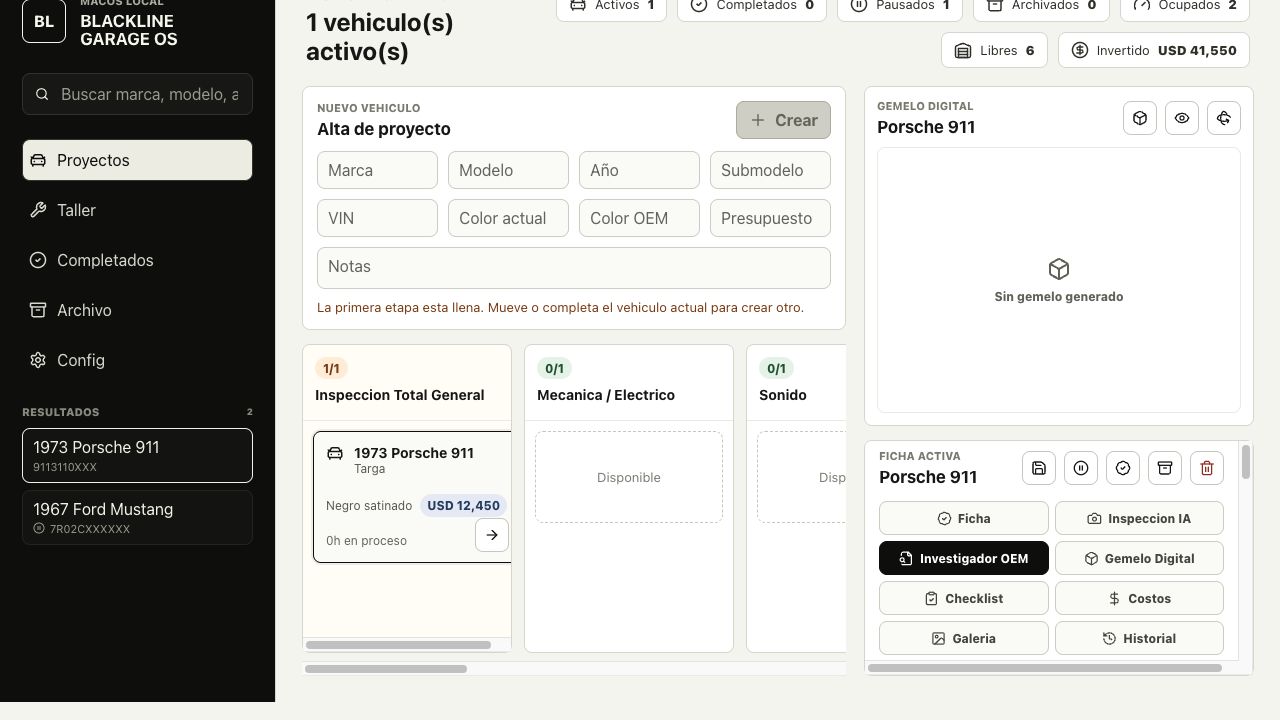 MACOS LOCAL
BL
BLACKLINE
GARAGE OS
Buscar marca, modelo, a
Proyectos
Taller
Completados
Archivo
Config
RESULTADOS 2
1973 Porsche 911
9113110XXX
1967 Ford Mustang
7R02CXXXXXX
1 vehiculo(s)
activo(s)
Activos 1
Completados 0
Pausados 1
Archivados 0
Ocupados 2
Libres 6
Invertido USD 41,550
NUEVO VEHICULO
Alta de proyecto
Crear
Marca
Modelo
Año
Submodelo
VIN
Color actual
Color OEM
Presupuesto
Notas
La primera etapa esta llena. Mueve o completa el vehiculo actual para crear otro.
1/1
Inspeccion Total General
1973 Porsche 911
Targa
Negro satinado USD 12,450
0h en proceso
0/1
Mecanica / Electrico
Disponible
0/1
Sonido
Disp
GEMELO DIGITAL
Porsche 911
Sin gemelo generado
FICHA ACTIVA
Porsche 911
Ficha
Inspeccion IA
Investigador OEM
Gemelo Digital
Checklist
Costos
Galeria
Historial